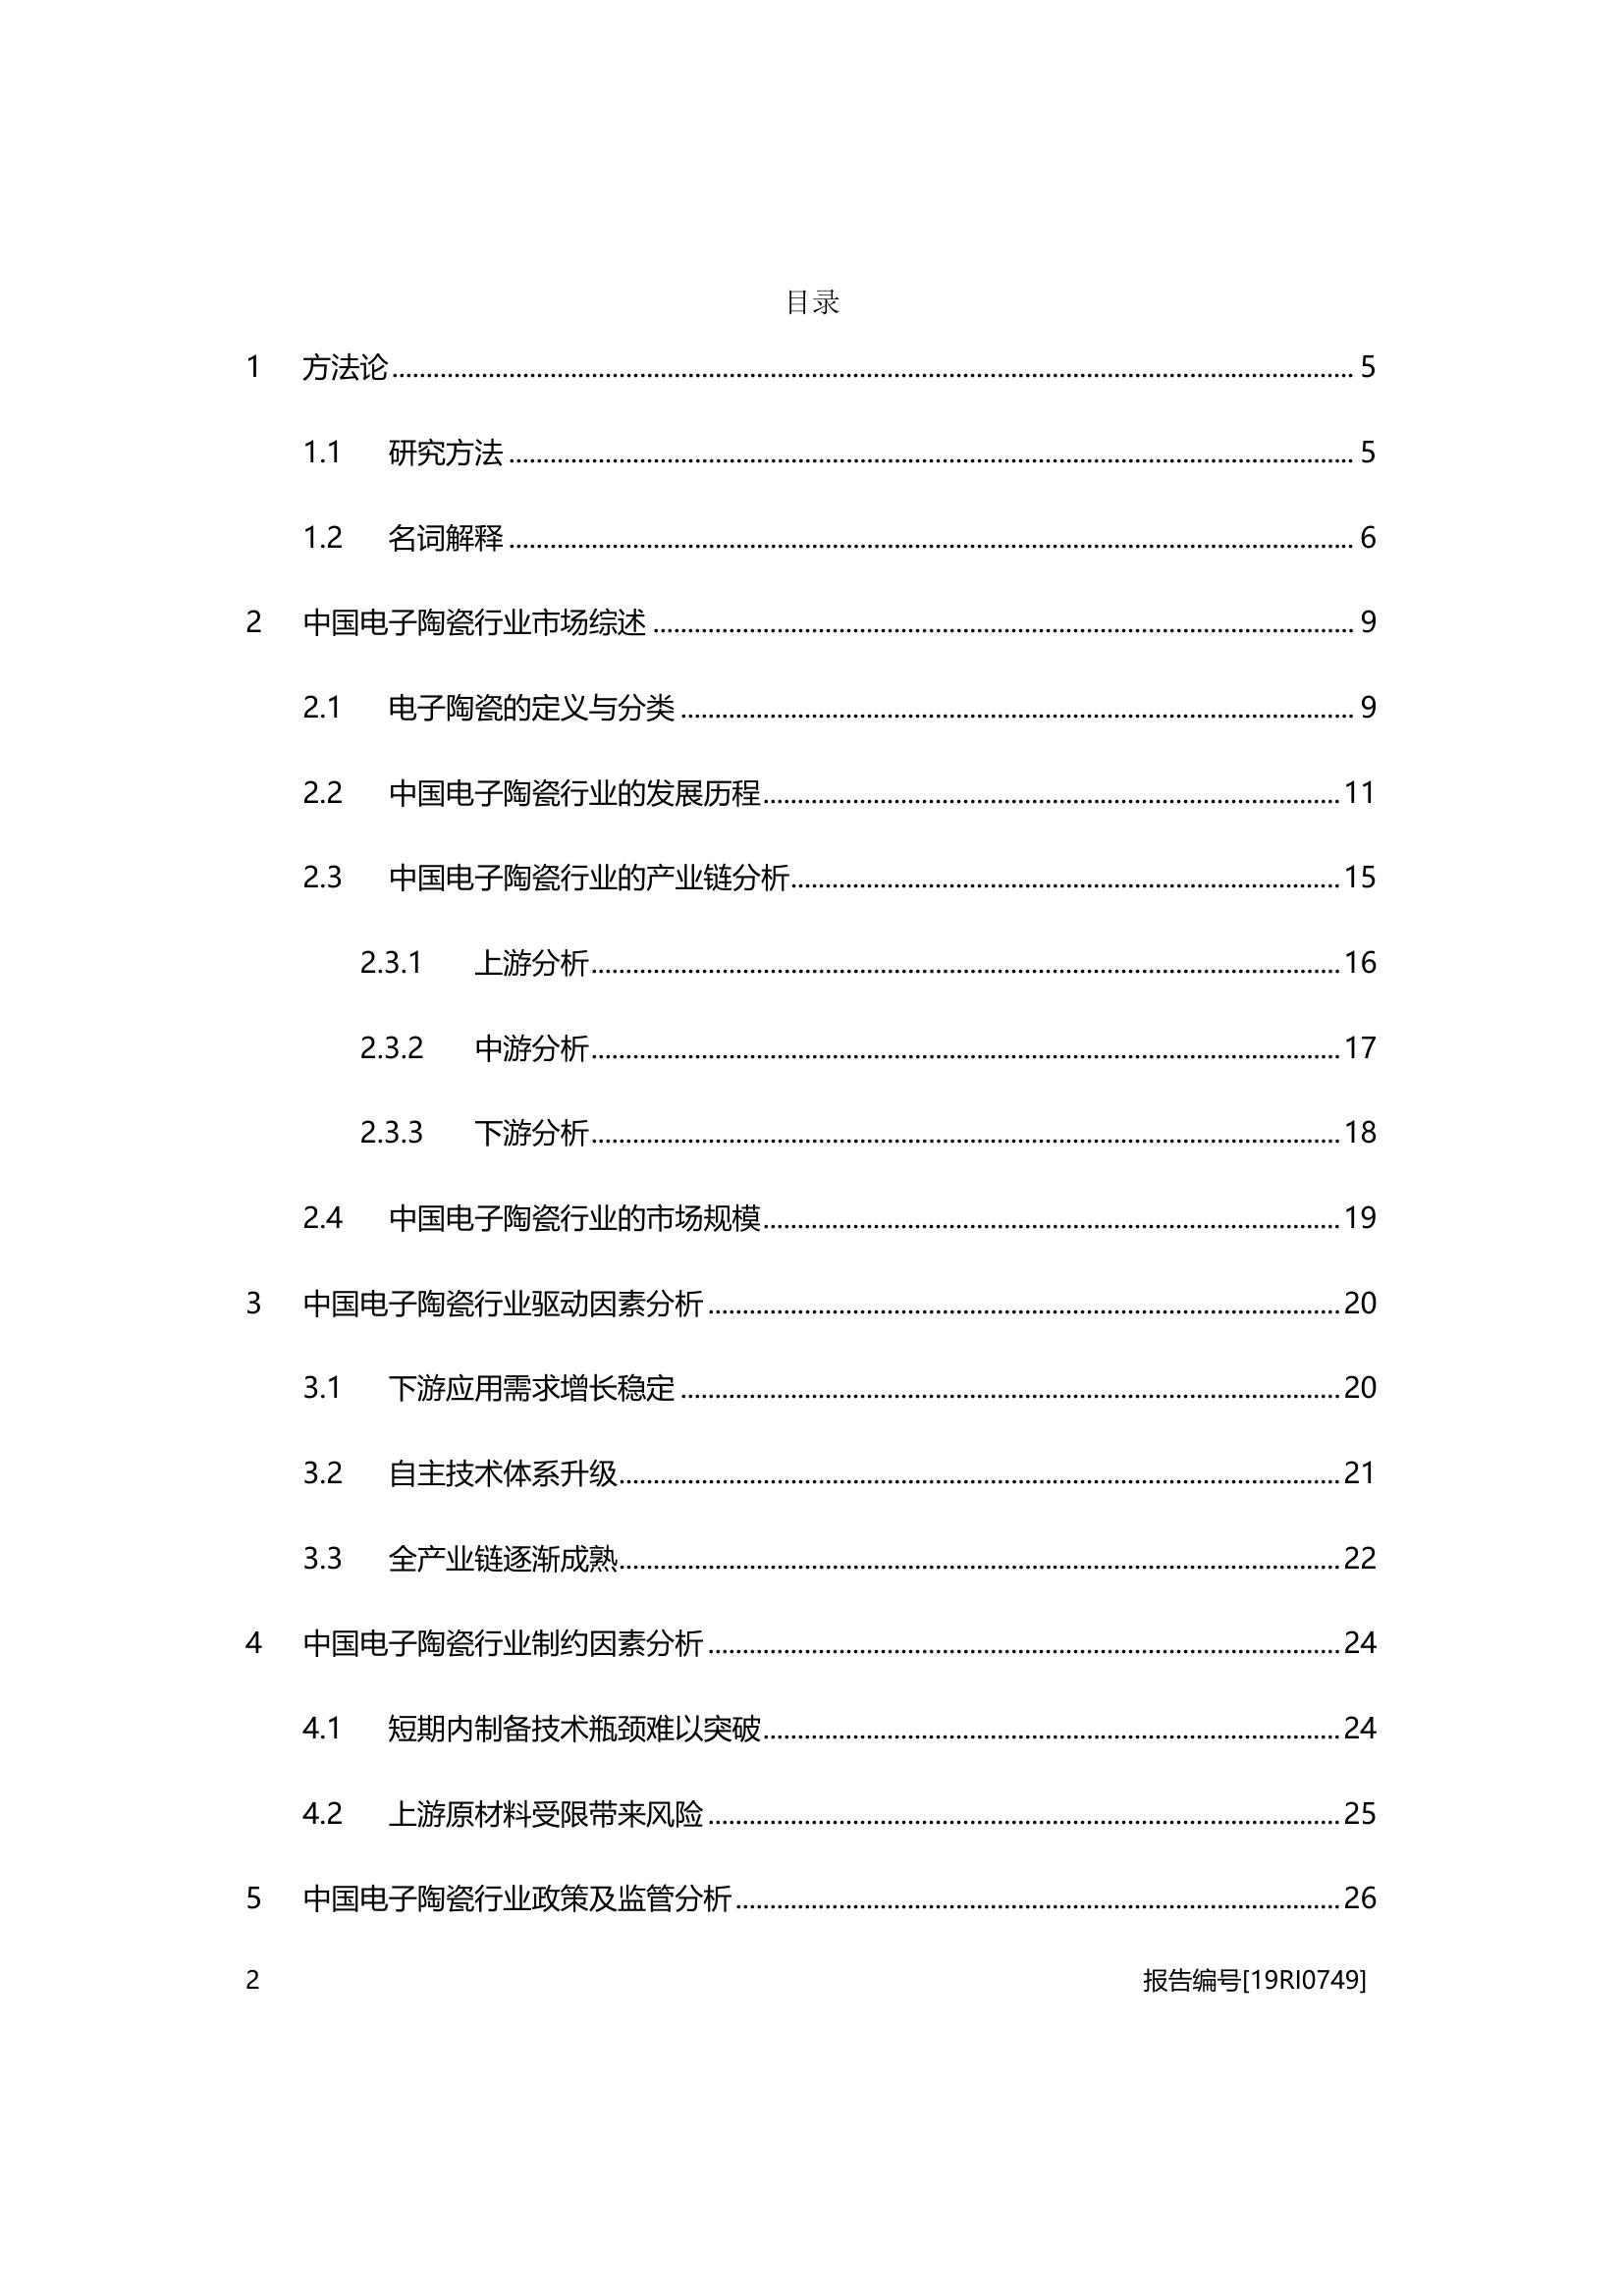 目录
1 方法论 5
1.1 研究方法 5
1.2 名词解释 6
2 中国电子陶瓷行业市场综述 9
2.1 电子陶瓷的定义与分类 9
2.2 中国电子陶瓷行业的发展历程 11
2.3 中国电子陶瓷行业的产业链分析 15
2.3.1 上游分析 16
2.3.2 中游分析 17
2.3.3 下游分析 18
2.4 中国电子陶瓷行业的市场规模 19
3 中国电子陶瓷行业驱动因素分析 20
3.1 下游应用需求增长稳定 20
3.2 自主技术体系升级 21
3.3 全产业链逐渐成熟 22
4 中国电子陶瓷行业制约因素分析 24
4.1 短期内制备技术瓶颈难以突破 24
4.2 上游原材料受限带来风险 25
5 中国电子陶瓷行业政策及监管分析 26
2 报告编号[19RI0749]